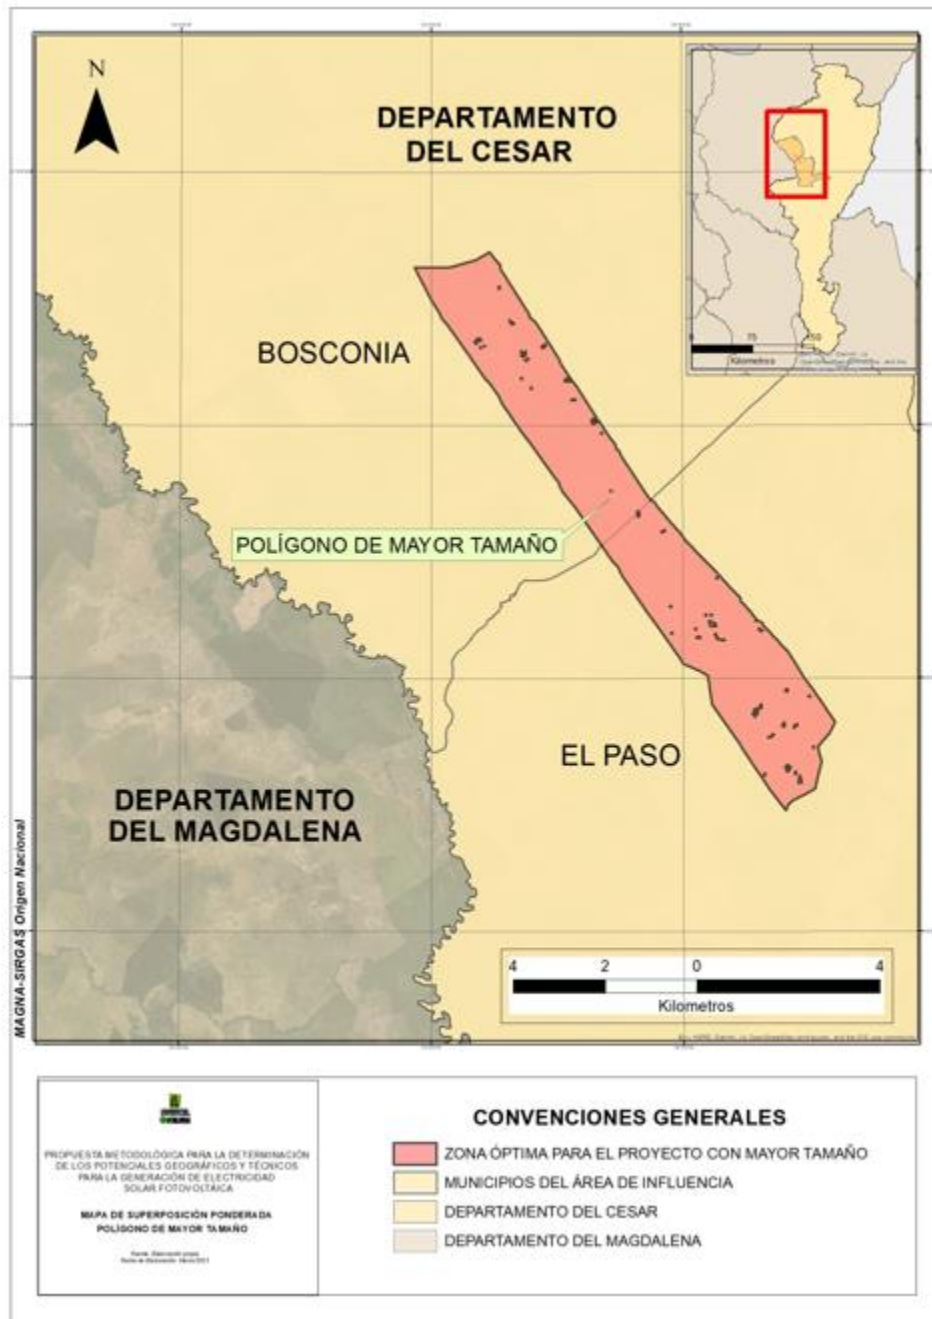 N
DEPARTAMENTO
DEL CESAR
75
150
Kilometros
BOSCONIA
POLÍGONO DE MAYOR TAMAÑO
EL PASO
DEPARTAMENTO
DEL MAGDALENA
MAGNA-SIRGAS Origen Nacional
4 2 0 4
Kilometros
PROPUESTA METODOLÓGICA PARA LA DETERMINACIÓN
DE LOS POTENCIALES GEOGRÁFICOS Y TÉCNICOS
PARA LA GENERACIÓN DE ELECTRICIDAD
SOLAR FOTOVOLTÁICA
MAPA DE SUPERPOSICIÓN PONDERADA
POLÍGONO DE MAYOR TAMAÑO
CONVENCIONES GENERALES
ZONA ÓPTIMA PARA EL PROYECTO CON MAYOR TAMAÑO
MUNICIPIOS DEL ÁREA DE INFLUENCIA
DEPARTAMENTO DEL CESAR
DEPARTAMENTO DEL MAGDALENA